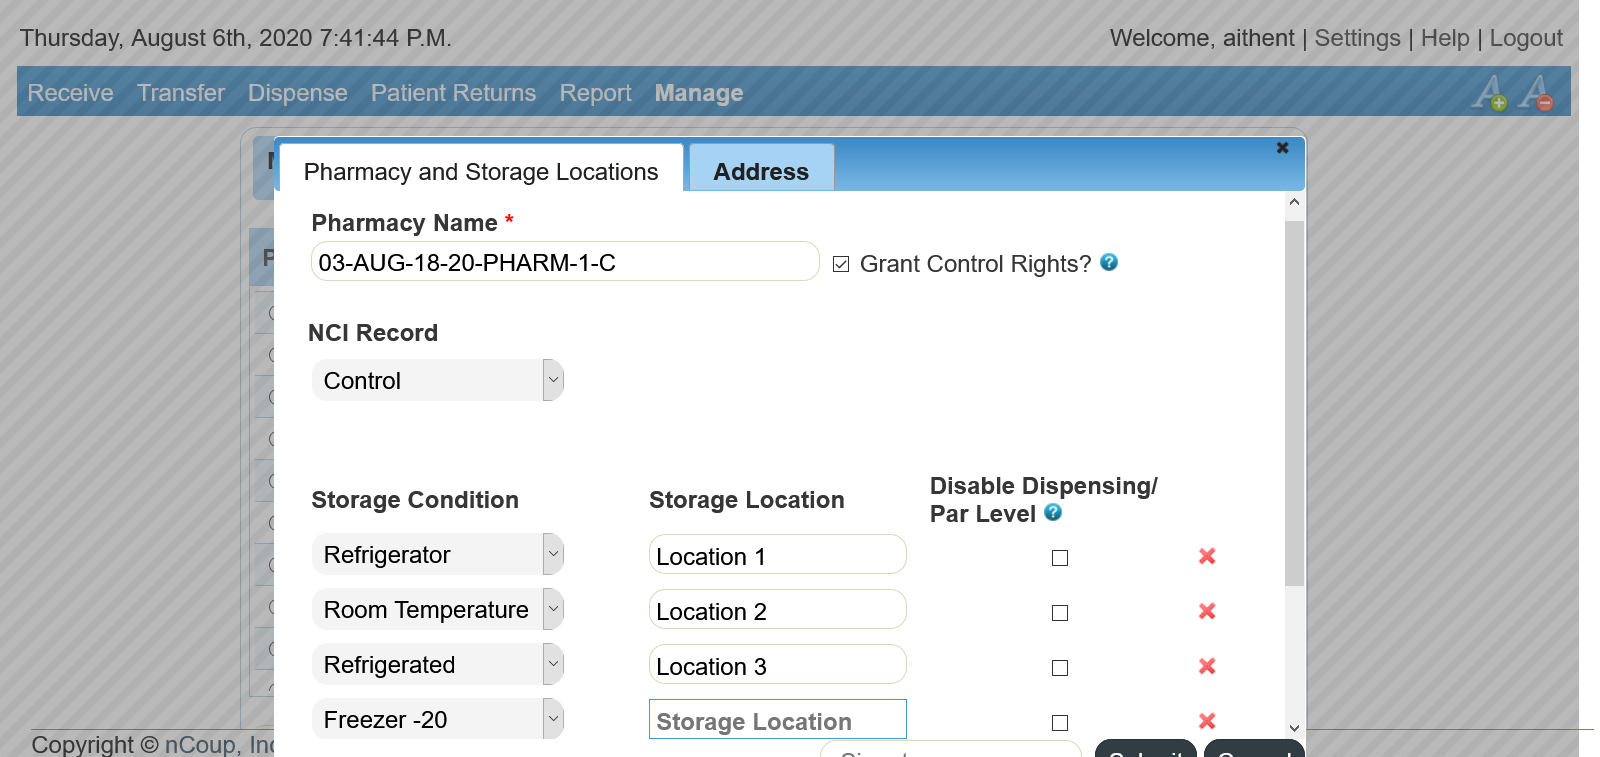 Thursday, August 6th, 2020 7:41:44 P.M.
Welcome, aithent | Settings | Help | Logout
Receive Transfer Dispense Patient Returns Report Manage
Pharmacy and Storage Locations Address
Pharmacy Name *
03-AUG-18-20-PHARM-1-C Grant Control Rights?
NCI Record
Control
Storage Condition Storage Location Disable Dispensing/
Par Level
Refrigerator Location 1
Room Temperature Location 2
Refrigerated Location 3
Freezer -20 Storage Location
Copyright © nCoup, Inc
Submit